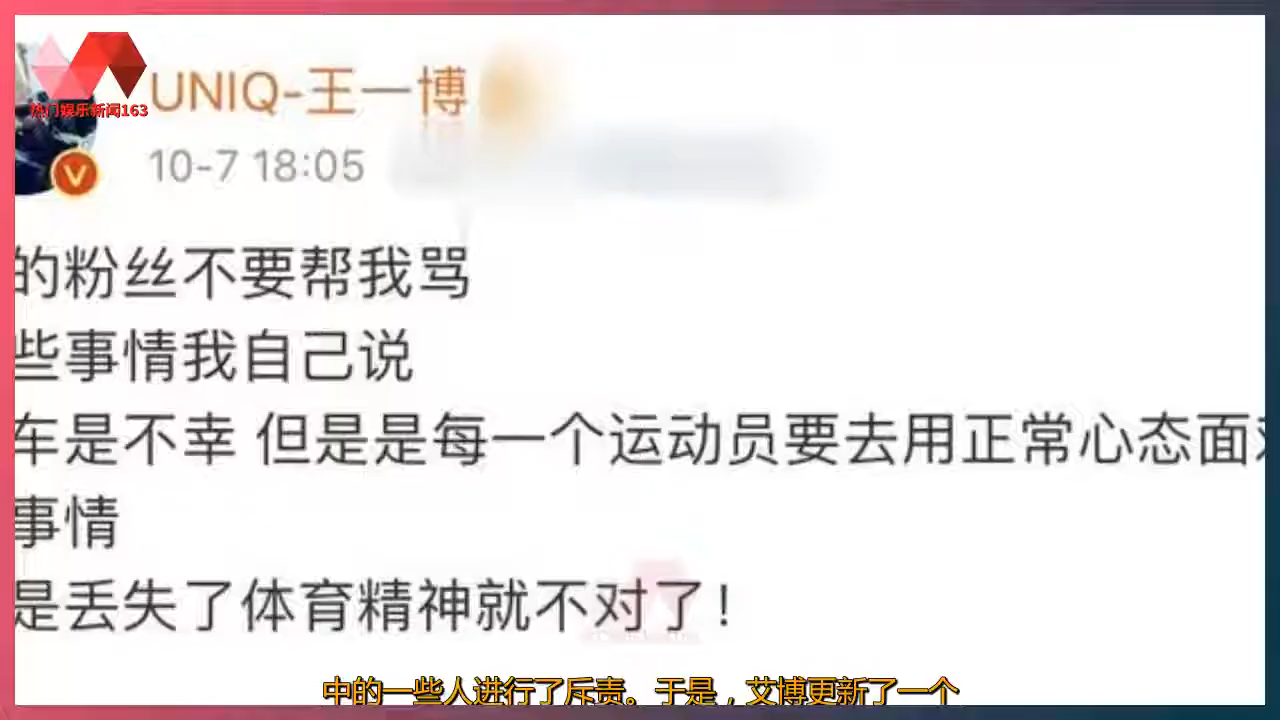 热门娱乐新闻163
UNIQ-王一博
10-7 18:05
的粉丝不要帮我骂
些事情我自己说
车是不幸 但是是每一个运动员要去用正常心态面
事情
是丢失了体育精神就不对了！
中的一些人进行了斥责。于是，艾博更新了一个